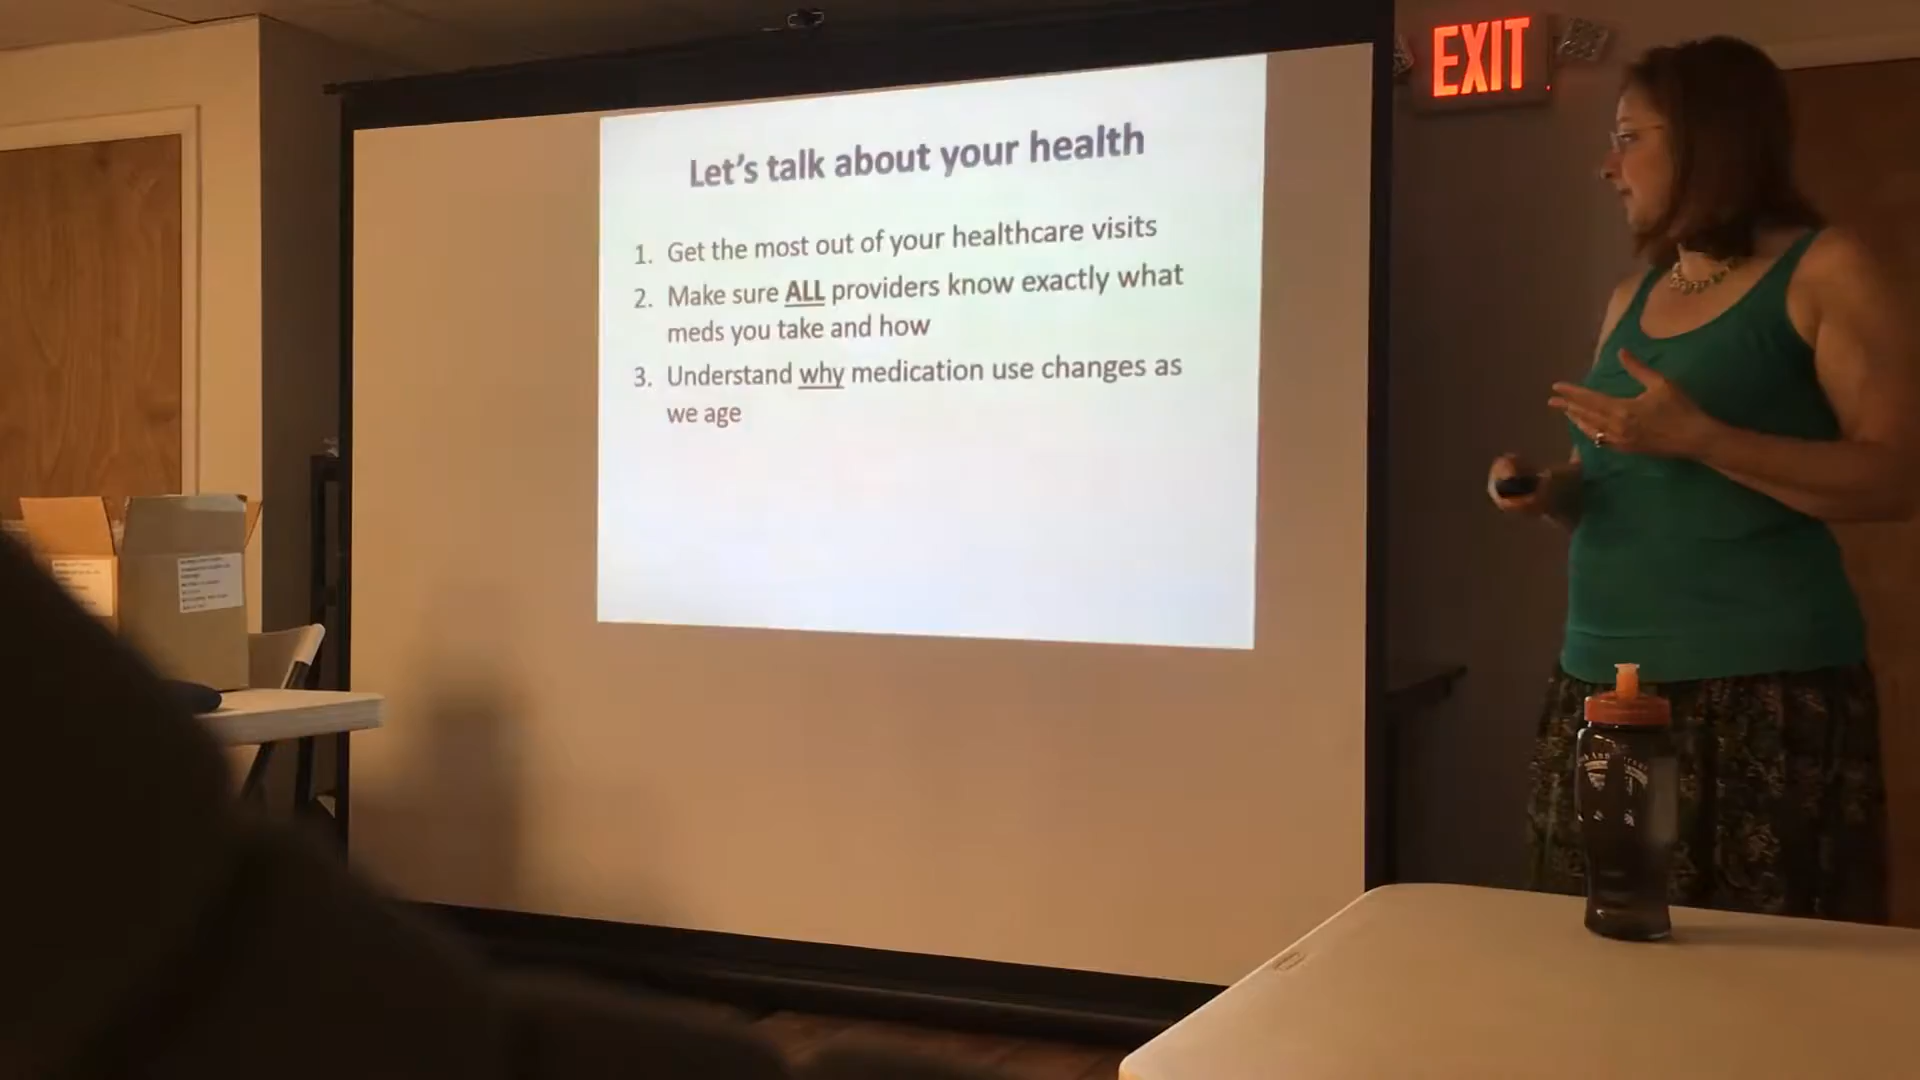 EXIT
Let's talk about your health
1. Get the most out of your healthcare visits
2. Make sure ALL providers know exactly what
meds you take and how
3. Understand why medication use changes as
we age